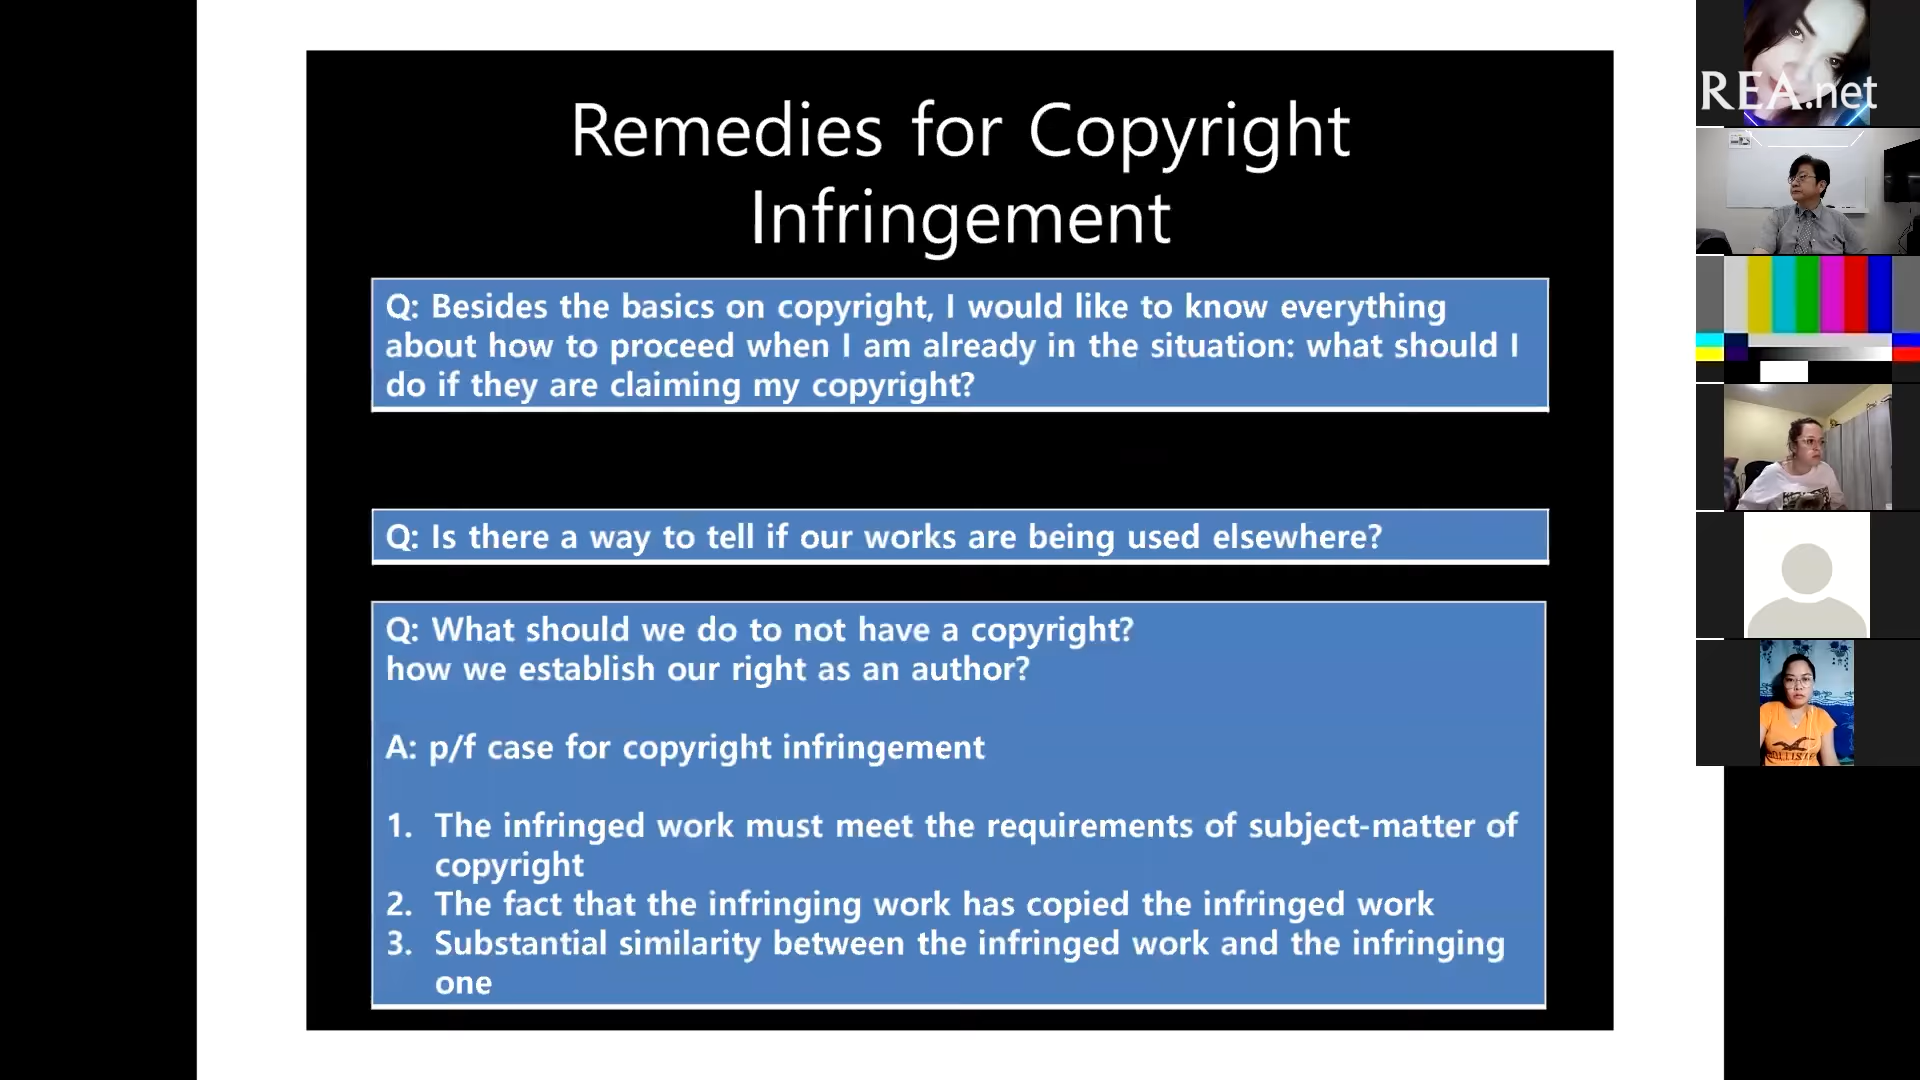 Remedies for Copyright
Infringement
Q: Besides the basics on copyright, I would like to know everything
about how to proceed when I am already in the situation: what should I
do if they are claiming my copyright?
Q: Is there a way to tell if our works are being used elsewhere?
Q: What should we do to not have a copyright?
how we establish our right as an author?
A: p/f case for copyright infringement
1. The infringed work must meet the requirements of subject-matter of
copyright
2. The fact that the infringing work has copied the infringed work
3. Substantial similarity between the infringed work and the infringing
one
REA.net